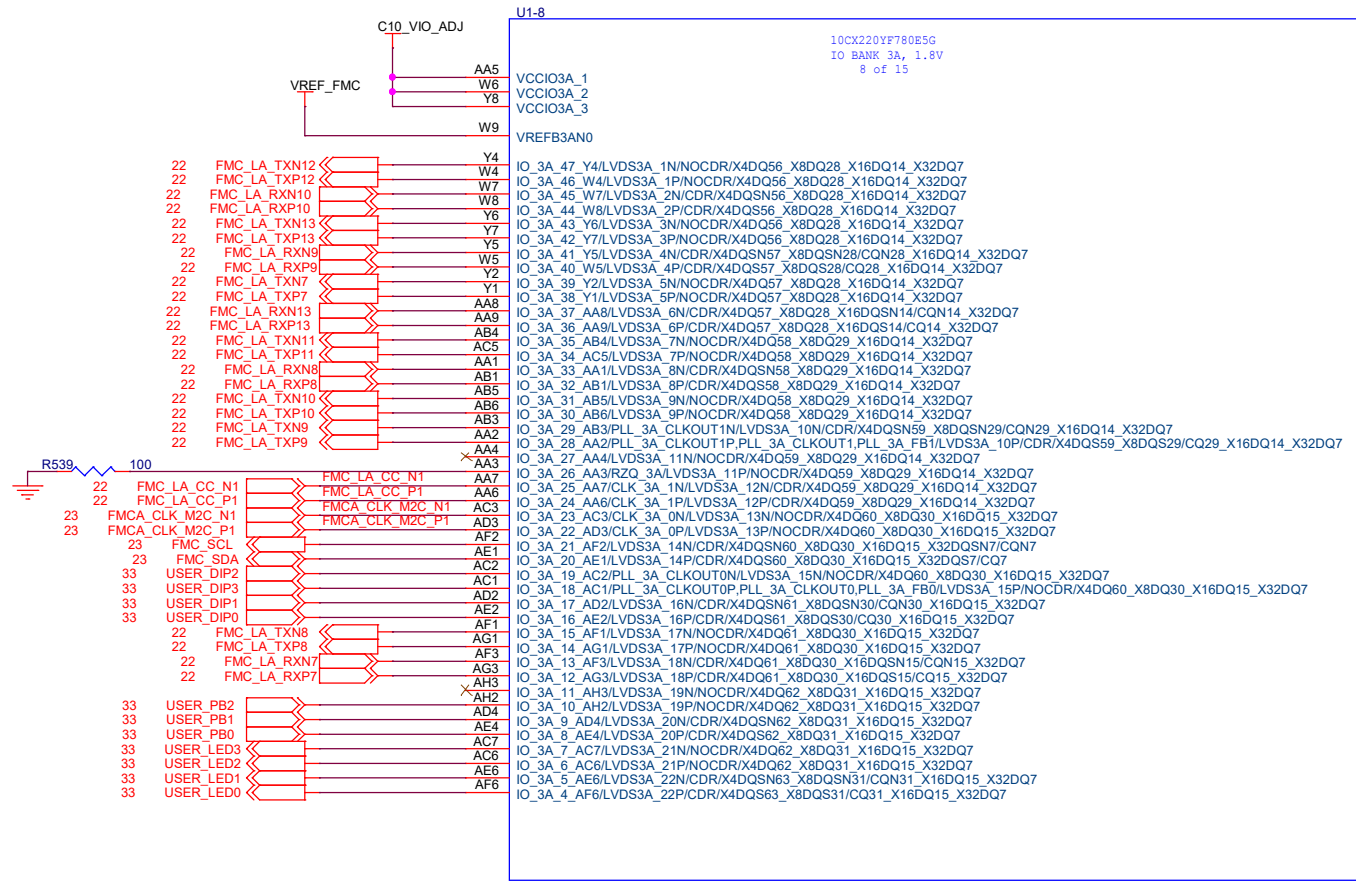 U1-8
C10_VIO_ADJ
10CX220YF780E5G
IO BANK 3A, 1.8V
8 of 15
AA5 VCCIO3A_1
VREF_FMC W6 VCCIO3A_2
Y8 VCCIO3A_3
W9 VREFB3AN0
22 FMC_LA_TXN12 Y4 IO_3A_47_Y4/LVDS3A_1N/NOCDR/X4DQ56_X8DQ28_X16DQ14_X32DQ7
22 FMC_LA_TXP12 W4 IO_3A_46_W4/LVDS3A_1P/NOCDR/X4DQ56_X8DQ28_X16DQ14_X32DQ7
22 FMC_LA_RXN10 W7 IO_3A_45_W7/LVDS3A_2N/CDR/X4DQSN56_X8DQ28_X16DQ14_X32DQ7
22 FMC_LA_RXP10 W8 IO_3A_44_W8/LVDS3A_2P/CDR/X4DQS56_X8DQ28_X16DQ14_X32DQ7
22 FMC_LA_TXN13 Y6 IO_3A_43_Y6/LVDS3A_3N/NOCDR/X4DQ56_X8DQ28_X16DQ14_X32DQ7
22 FMC_LA_TXP13 Y7 IO_3A_42_Y7/LVDS3A_3P/NOCDR/X4DQ56_X8DQ28_X16DQ14_X32DQ7
22 FMC_LA_RXN9 Y5 IO_3A_41_Y5/LVDS3A_4N/CDR/X4DQSN57_X8DQSN28/CQN28_X16DQ14_X32DQ7
22 FMC_LA_RXP9 W5 IO_3A_40_W5/LVDS3A_4P/CDR/X4DQS57_X8DQS28/CQ28_X16DQ14_X32DQ7
22 FMC_LA_TXN7 Y2 IO_3A_39_Y2/LVDS3A_5N/NOCDR/X4DQ57_X8DQ28_X16DQ14_X32DQ7
22 FMC_LA_TXP7 Y1 IO_3A_38_Y1/LVDS3A_5P/NOCDR/X4DQ57_X8DQ28_X16DQ14_X32DQ7
22 FMC_LA_RXN13 AA8 IO_3A_37_AA8/LVDS3A_6N/CDR/X4DQ57_X8DQ28_X16DQSN14/CQN14_X32DQ7
22 FMC_LA_RXP13 AA9 IO_3A_36_AA9/LVDS3A_6P/CDR/X4DQ57_X8DQ28_X16DQS14/CQ14_X32DQ7
22 FMC_LA_TXN11 AB4 IO_3A_35_AB4/LVDS3A_7N/NOCDR/X4DQ58_X8DQ29_X16DQ14_X32DQ7
22 FMC_LA_TXP11 AC5 IO_3A_34_AC5/LVDS3A_7P/NOCDR/X4DQ58_X8DQ29_X16DQ14_X32DQ7
22 FMC_LA_RXN8 AA1 IO_3A_33_AA1/LVDS3A_8N/CDR/X4DQSN58_X8DQ29_X16DQ14_X32DQ7
22 FMC_LA_RXP8 AB1 IO_3A_32_AB1/LVDS3A_8P/CDR/X4DQS58_X8DQ29_X16DQ14_X32DQ7
22 FMC_LA_TXN10 AB5 IO_3A_31_AB5/LVDS3A_9N/NOCDR/X4DQ58_X8DQ29_X16DQ14_X32DQ7
22 FMC_LA_TXP10 AB6 IO_3A_30_AB6/LVDS3A_9P/NOCDR/X4DQ58_X8DQ29_X16DQ14_X32DQ7
22 FMC_LA_TXN9 AB3 IO_3A_29_AB3/PLL_3A_CLKOUT1N/LVDS3A_10N/CDR/X4DQSN59_X8DQSN29/CQN29_X16DQ14_X32DQ7
22 FMC_LA_TXP9 AA2 IO_3A_28_AA2/PLL_3A_CLKOUT1P,PLL_3A_CLKOUT1,PLL_3A_FB1/LVDS3A_10P/CDR/X4DQS59_X8DQS29/CQ29_X16DQ14_X32DQ7
AA4 IO_3A_27_AA4/LVDS3A_11N/NOCDR/X4DQ59_X8DQ29_X16DQ14_X32DQ7
R539 100 AA3 IO_3A_26_AA3/RZQ_3A/LVDS3A_11P/NOCDR/X4DQ59_X8DQ29_X16DQ14_X32DQ7
22 FMC_LA_CC_N1 FMC_LA_CC_N1 AA7 IO_3A_25_AA7/CLK_3A_1N/LVDS3A_12N/CDR/X4DQ59_X8DQ29_X16DQ14_X32DQ7
22 FMC_LA_CC_P1 FMC_LA_CC_P1 AA6 IO_3A_24_AA6/CLK_3A_1P/LVDS3A_12P/CDR/X4DQ59_X8DQ29_X16DQ14_X32DQ7
23 FMCA_CLK_M2C_N1 FMCA_CLK_M2C_N1 AC3 IO_3A_23_AC3/CLK_3A_0N/LVDS3A_13N/NOCDR/X4DQ60_X8DQ30_X16DQ15_X32DQ7
23 FMCA_CLK_M2C_P1 FMCA_CLK_M2C_P1 AD3 IO_3A_22_AD3/CLK_3A_0P/LVDS3A_13P/NOCDR/X4DQ60_X8DQ30_X16DQ15_X32DQ7
23 FMC_SCL AF2 IO_3A_21_AF2/LVDS3A_14N/CDR/X4DQSN60_X8DQ30_X16DQ15_X32DQSN7/CQN7
23 FMC_SDA AE1 IO_3A_20_AE1/LVDS3A_14P/CDR/X4DQS60_X8DQ30_X16DQ15_X32DQS7/CQ7
33 USER_DIP2 AC2 IO_3A_19_AC2/PLL_3A_CLKOUT0N/LVDS3A_15N/NOCDR/X4DQ60_X8DQ30_X16DQ15_X32DQ7
33 USER_DIP3 AC1 IO_3A_18_AC1/PLL_3A_CLKOUT0P,PLL_3A_CLKOUT0,PLL_3A_FB0/LVDS3A_15P/NOCDR/X4DQ60_X8DQ30_X16DQ15_X32DQ7
33 USER_DIP1 AD2 IO_3A_17_AD2/LVDS3A_16N/CDR/X4DQSN61_X8DQSN30/CQN30_X16DQ15_X32DQ7
33 USER_DIP0 AE2 IO_3A_16_AE2/LVDS3A_16P/CDR/X4DQS61_X8DQS30/CQ30_X16DQ15_X32DQ7
22 FMC_LA_TXN8 AF1 IO_3A_15_AF1/LVDS3A_17N/NOCDR/X4DQ61_X8DQ30_X16DQ15_X32DQ7
22 FMC_LA_TXP8 AG1 IO_3A_14_AG1/LVDS3A_17P/NOCDR/X4DQ61_X8DQ30_X16DQ15_X32DQ7
22 FMC_LA_RXN7 AF3 IO_3A_13_AF3/LVDS3A_18N/CDR/X4DQ61_X8DQ30_X16DQSN15/CQN15_X32DQ7
22 FMC_LA_RXP7 AG3 IO_3A_12_AG3/LVDS3A_18P/CDR/X4DQ61_X8DQ30_X16DQS15/CQ15_X32DQ7
AH3 IO_3A_11_AH3/LVDS3A_19N/NOCDR/X4DQ62_X8DQ31_X16DQ15_X32DQ7
33 USER_PB2 AH2 IO_3A_10_AH2/LVDS3A_19P/NOCDR/X4DQ62_X8DQ31_X16DQ15_X32DQ7
33 USER_PB1 AD4 IO_3A_9_AD4/LVDS3A_20N/CDR/X4DQSN62_X8DQ31_X16DQ15_X32DQ7
33 USER_PB0 AE4 IO_3A_8_AE4/LVDS3A_20P/CDR/X4DQS62_X8DQ31_X16DQ15_X32DQ7
33 USER_LED3 AC7 IO_3A_7_AC7/LVDS3A_21N/NOCDR/X4DQ62_X8DQ31_X16DQ15_X32DQ7
33 USER_LED2 AC6 IO_3A_6_AC6/LVDS3A_21P/NOCDR/X4DQ62_X8DQ31_X16DQ15_X32DQ7
33 USER_LED1 AE6 IO_3A_5_AE6/LVDS3A_22N/CDR/X4DQSN63_X8DQSN31/CQN31_X16DQ15_X32DQ7
33 USER_LED0 AF6 IO_3A_4_AF6/LVDS3A_22P/CDR/X4DQS63_X8DQS31/CQ31_X16DQ15_X32DQ7